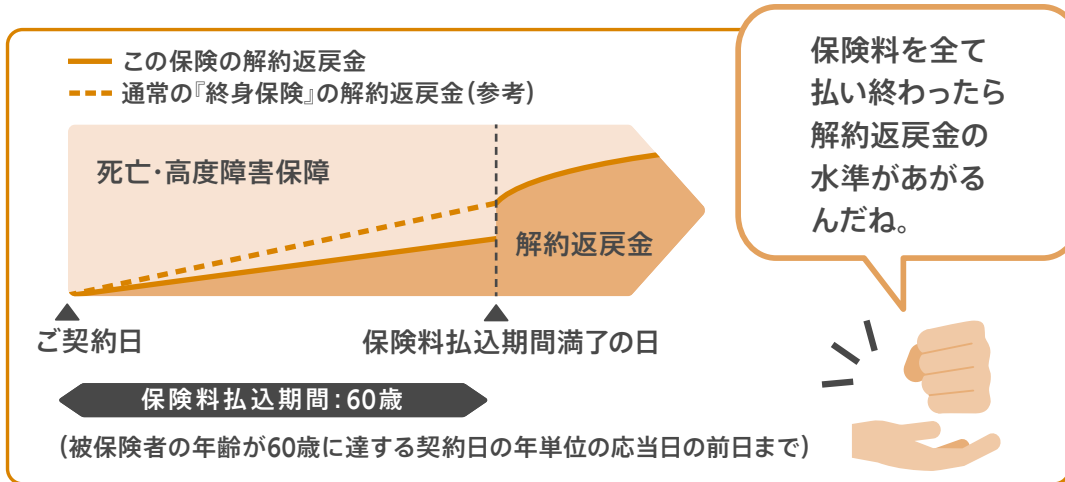 この保険の解約返戻金
通常の『終身保険』の解約返戻金(参考)
死亡・高度障害保障
解約返戻金
ご契約日
保険料払込期間満了の日
保険料払込期間:60歳
(被保険者の年齢が60歳に達する契約日の年単位の応当日の前日まで)
保険料を全て
払い終わったら
解約返戻金の
水準があがる
んだね。